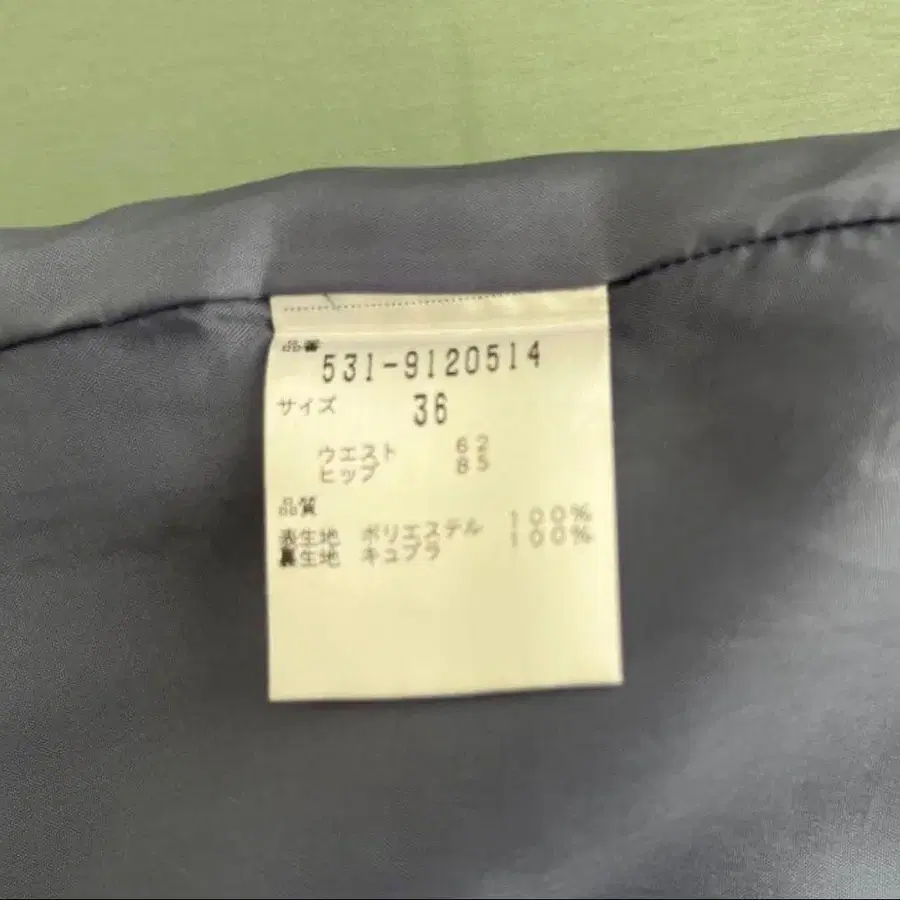 品番
531-9120514
サイズ 36
ウエスト 62
ヒップ 85
品質
表生地 ポリエステル 100%
裏生地 キュプラ 100%